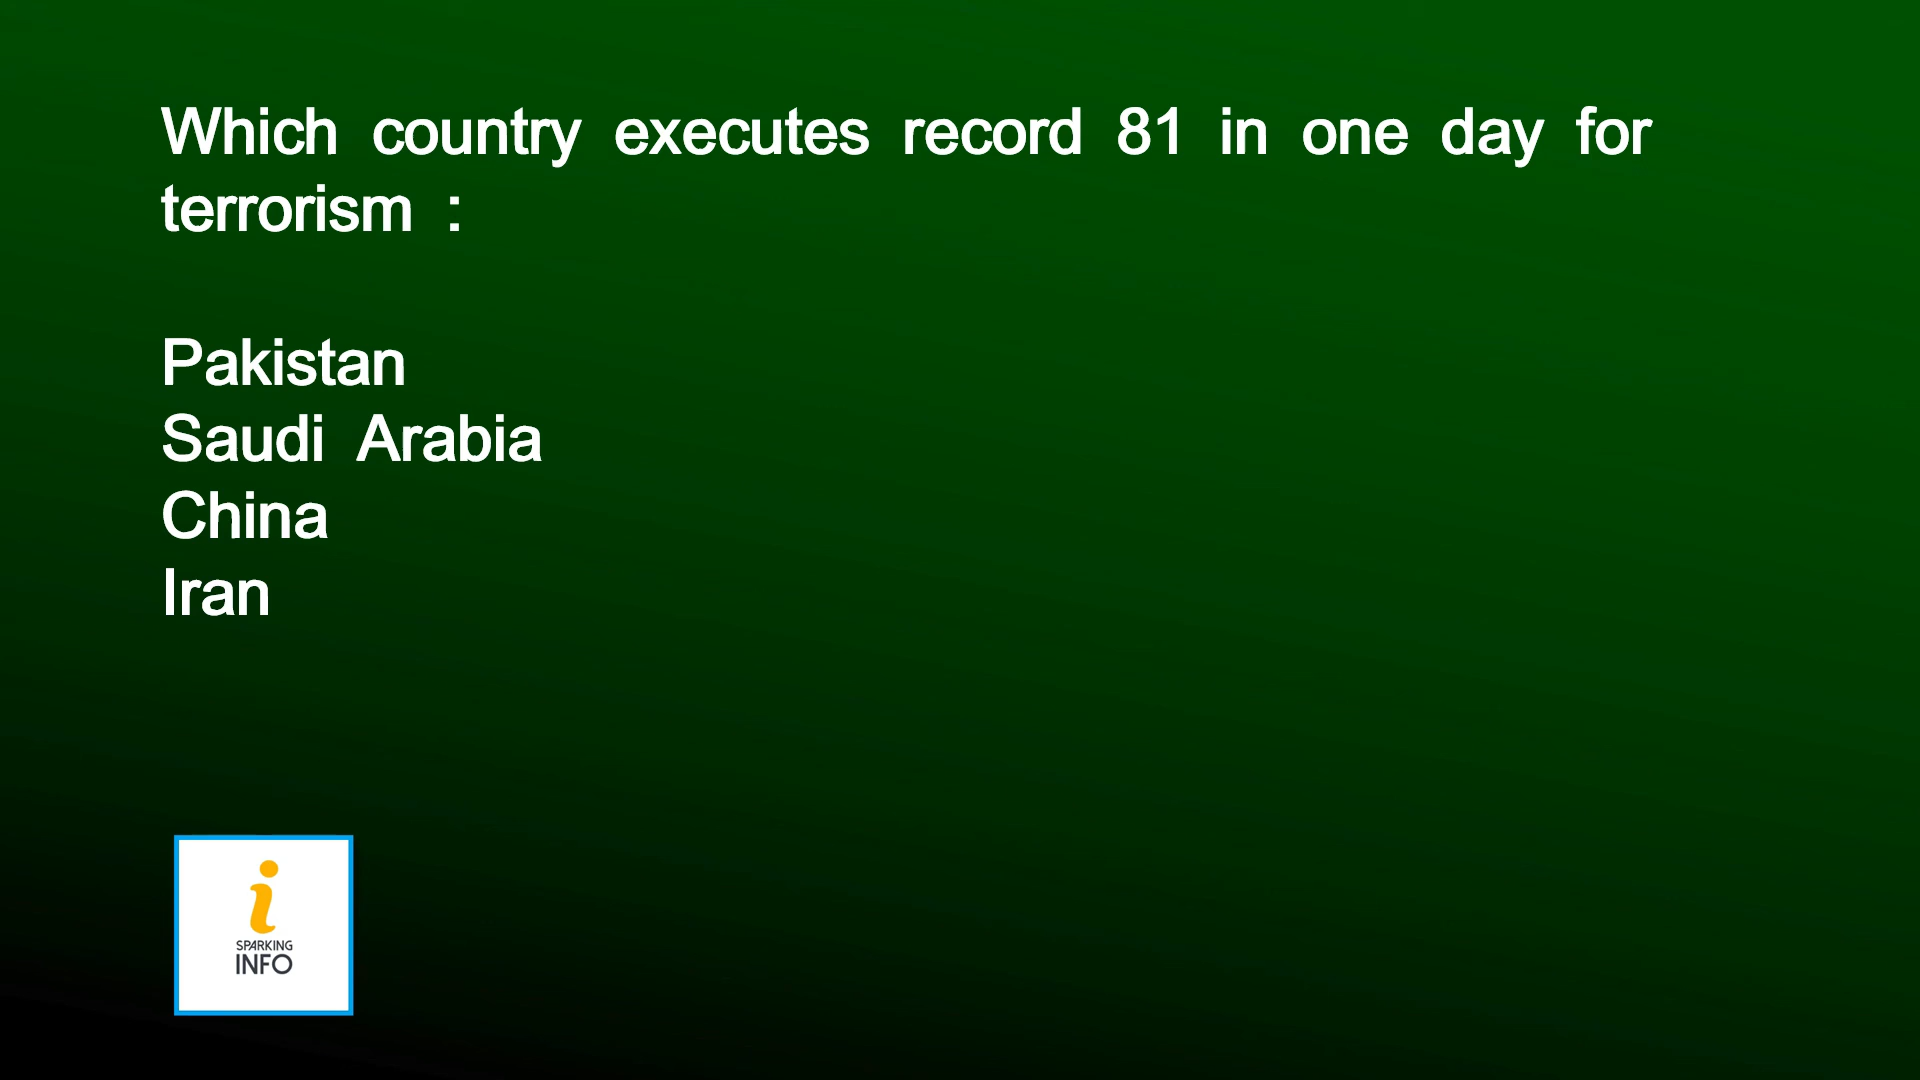 Which country executes record 81 in one day for
terrorism :
Pakistan
Saudi Arabia
China
Iran
SPARKING
INFO